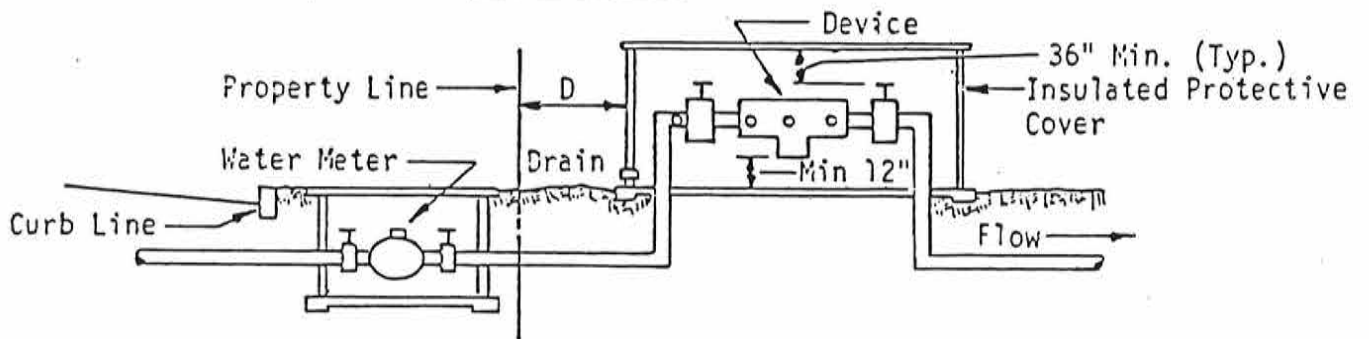 Device
36" Min. (Typ.)
Property Line
D
Insulated Protective
Cover
Water Meter
Drain
Min 12"
Curb Line
Flow